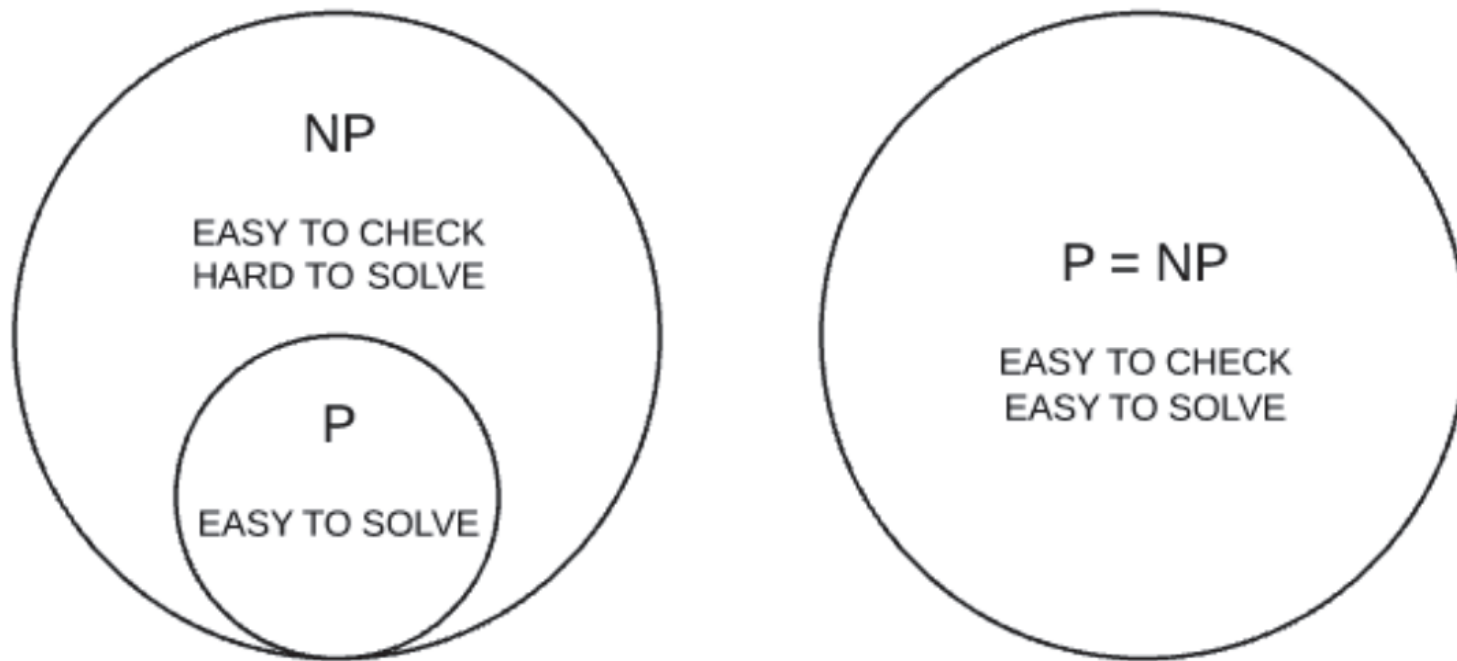 NP
EASY TO CHECK
HARD TO SOLVE
P
EASY TO SOLVE
P = NP
EASY TO CHECK
EASY TO SOLVE